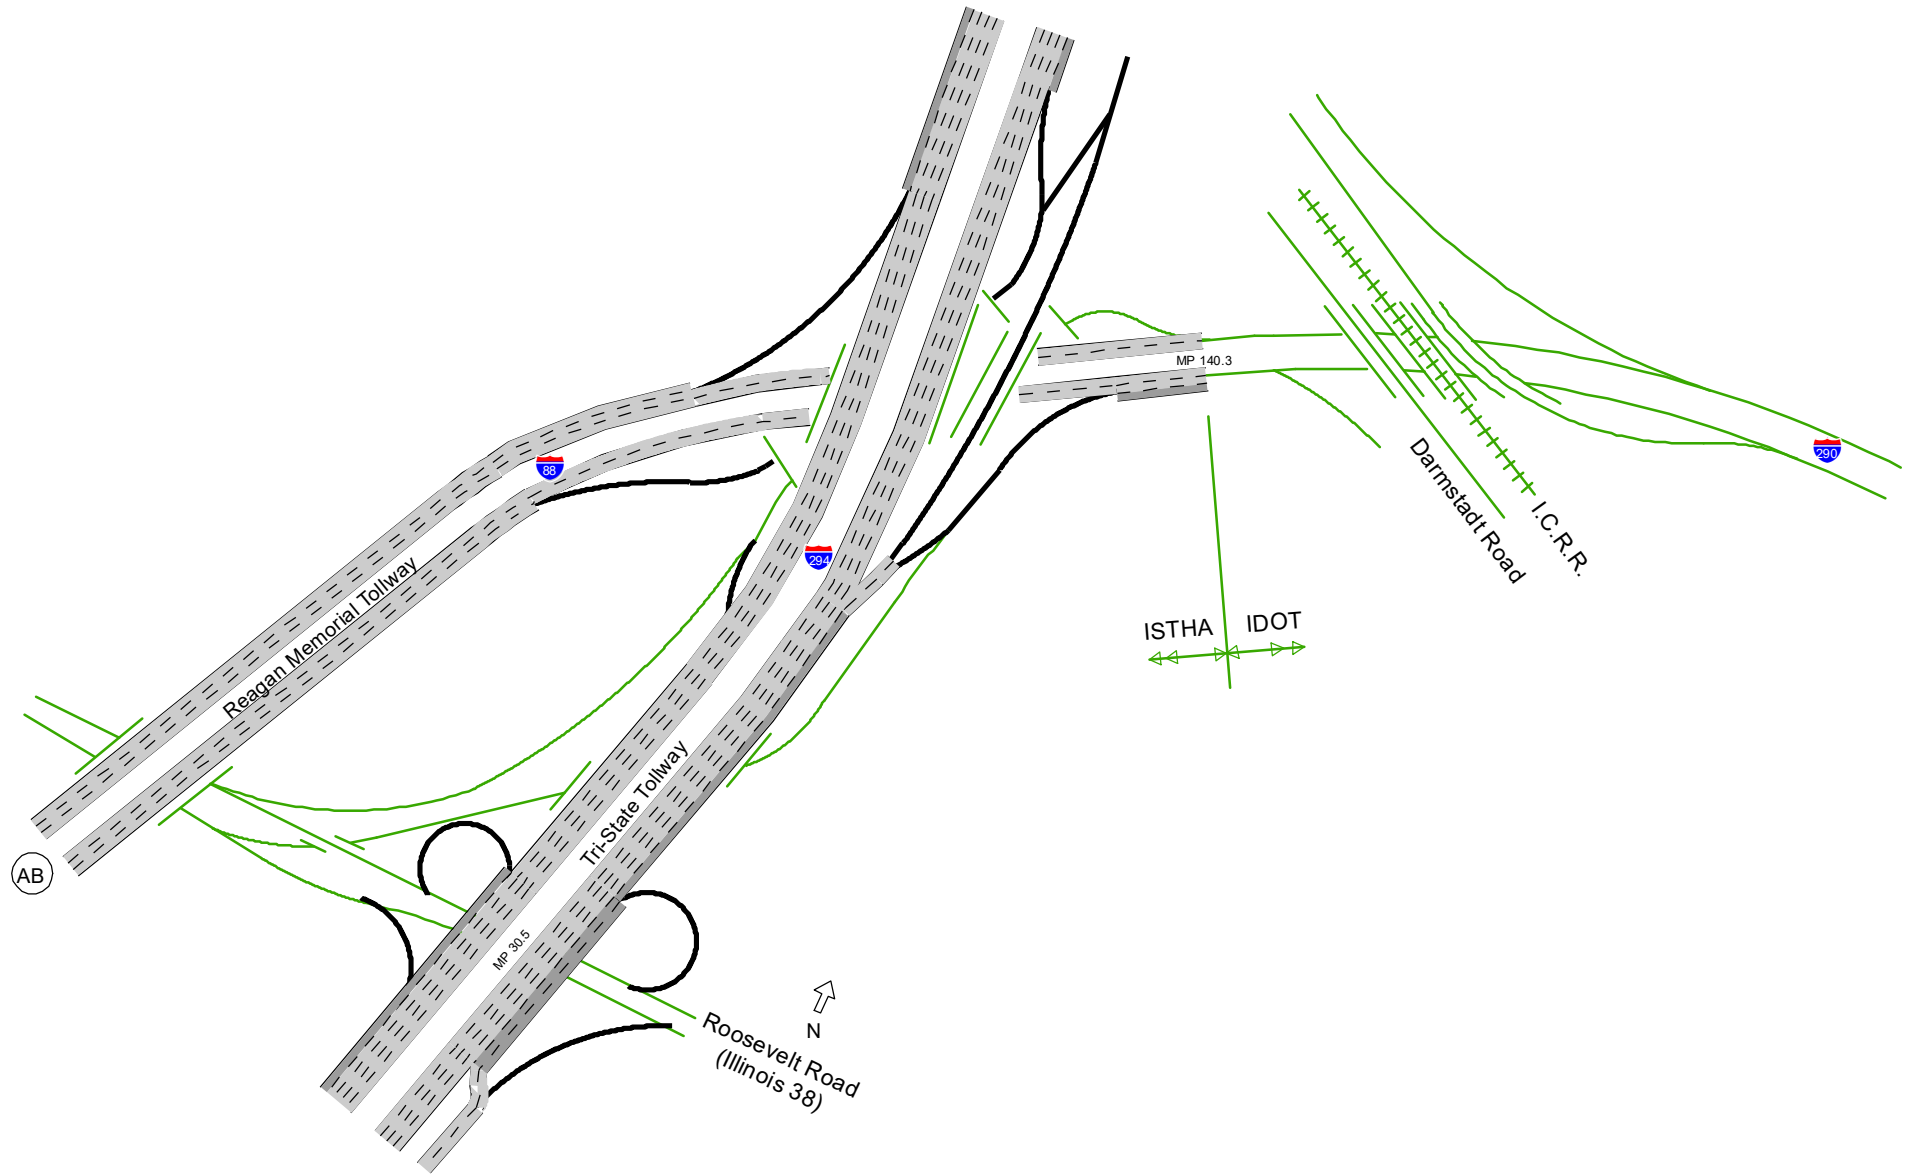 MP 140.3
290
Darmstadt Road
I.C.R.R.
88
294
Reagan Memorial Tollway
ISTHA
IDOT
Tri-State Tollway
AB
MP 30.5
N
Roosevelt Road
(Illinois 38)